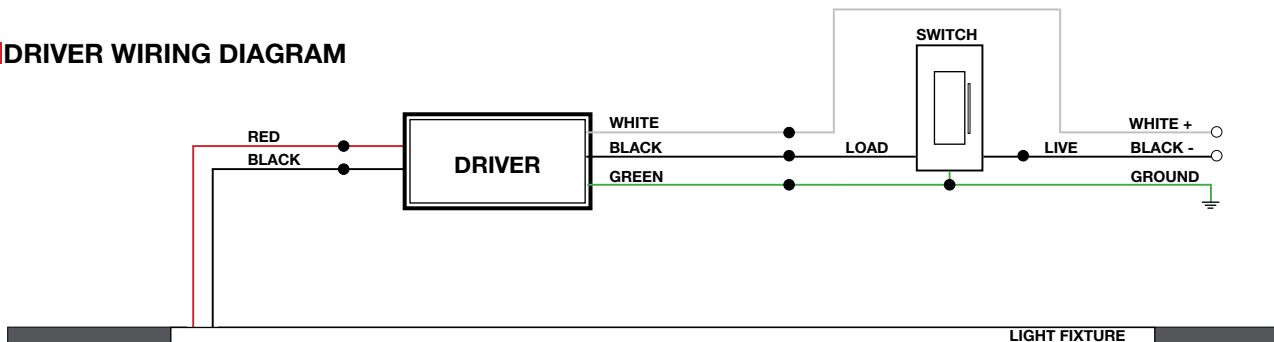 SWITCH
DRIVER WIRING DIAGRAM
WHITE
WHITE +
RED
BLACK
LOAD
LIVE
BLACK -
BLACK
DRIVER
GREEN
GROUND
LIGHT FIXTURE